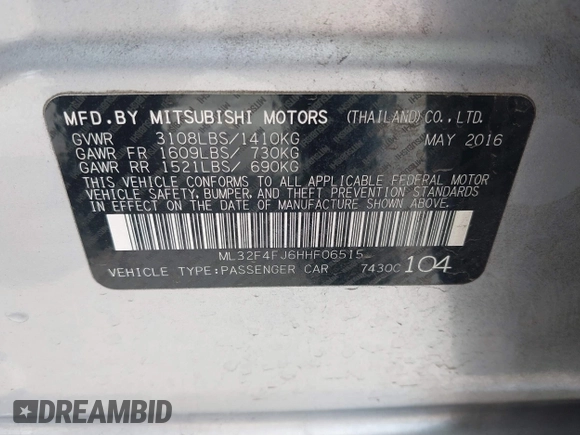 MFD.BY MITSUBISHI MOTORS (THAILAND)CO.,LTD.
GVWR 3108LBS/1410KG MAY 2016
GAWR FR 1609LBS/ 730KG
GAWR RR 1521LBS/ 690KG
THIS VEHICLE CONFORMS TO ALL APPLICABLE FEDERAL MOTOR
VEHICLE SAFETY, BUMPER, AND THEFT PREVENTION STANDARDS
IN EFFECT ON THE DATE OF MANUFACTURE SHOWN ABOVE.
ML32F4FJ6HHF06515
VEHICLE TYPE:PASSENGER CAR 7430C 104
DREAMBID